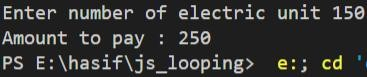 Enter number of electric unit 150
Amount to pay : 250
PS E:\hasif\js_looping> e:; cd '